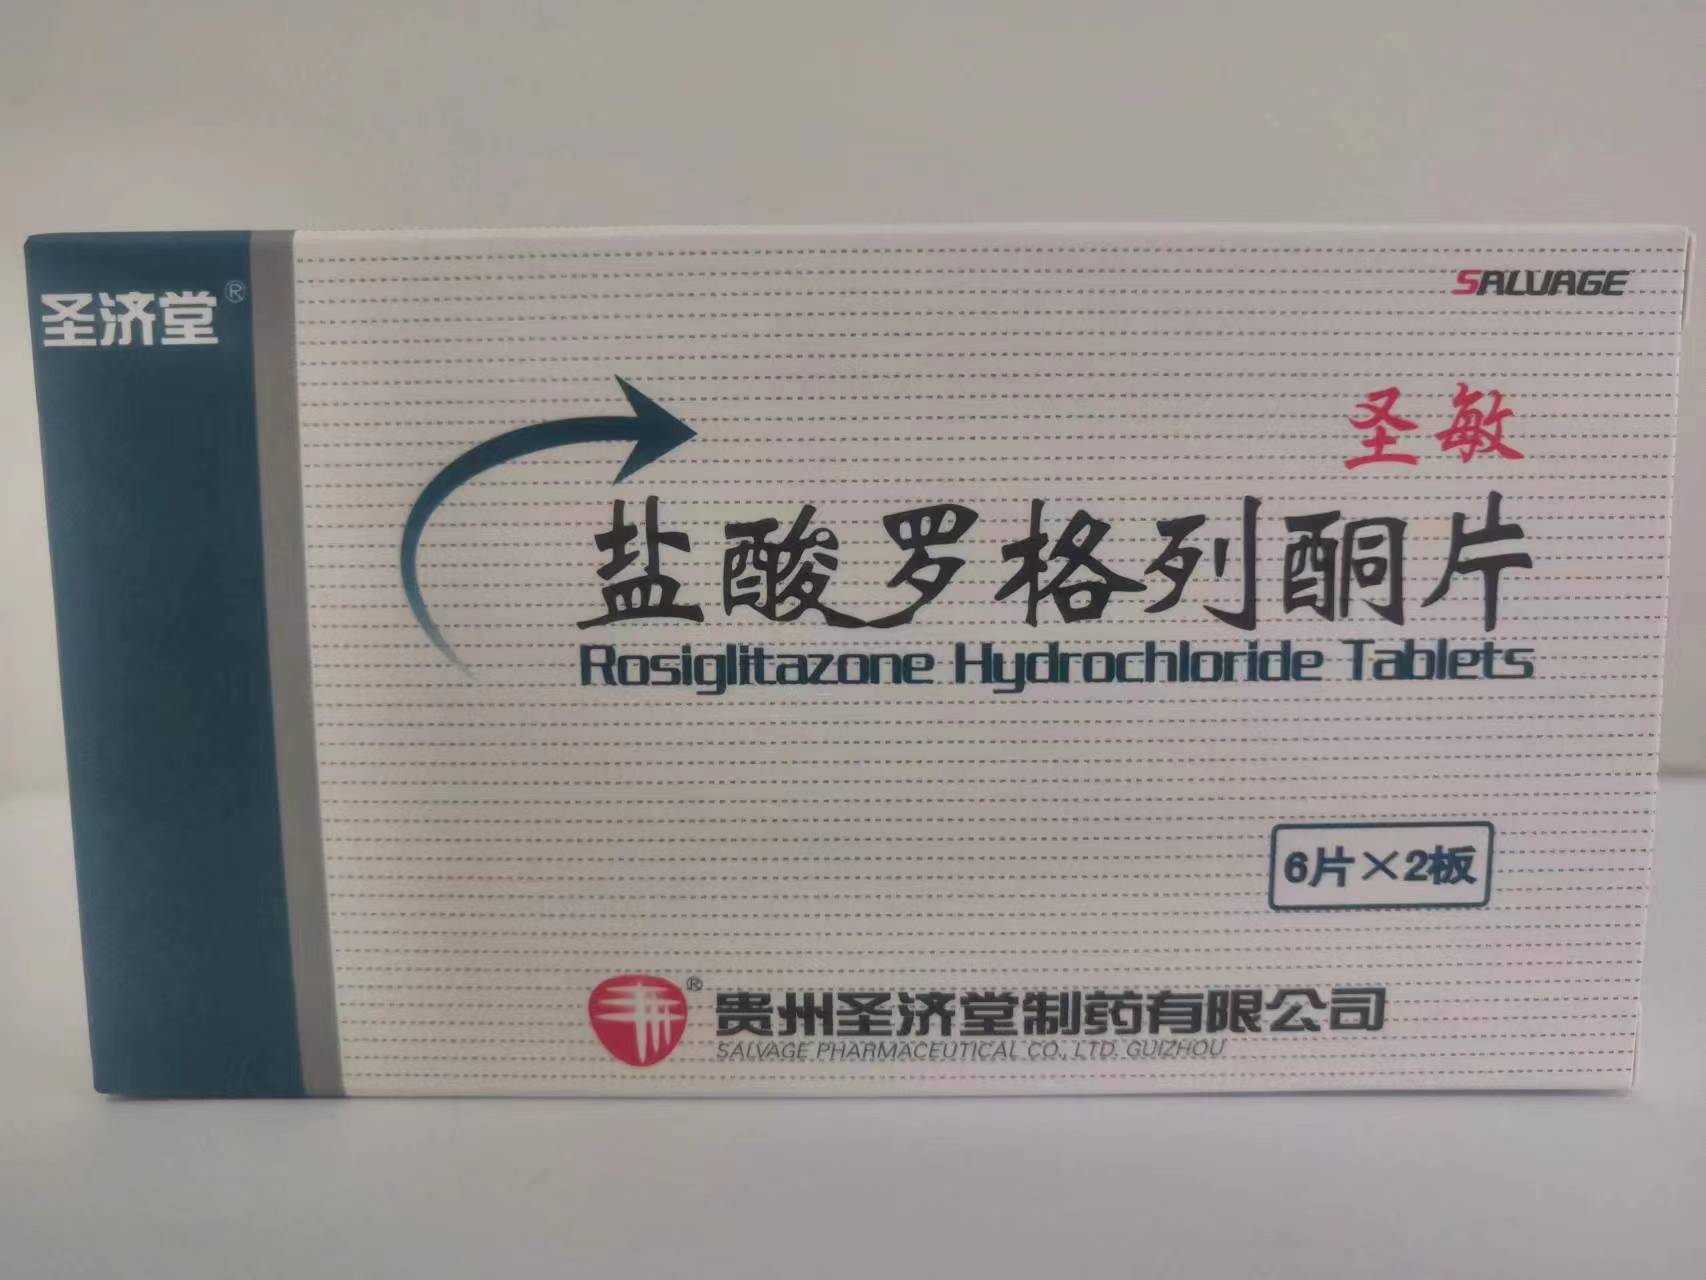 圣济堂®
SALVAGE
圣敏
盐酸罗格列酮片
Rosiglitazone Hydrochloride Tablets
6片×2板
® 贵州圣济堂制药有限公司
SALVAGE PHARMACEUTICAL CO., LTD. GUIZHOU